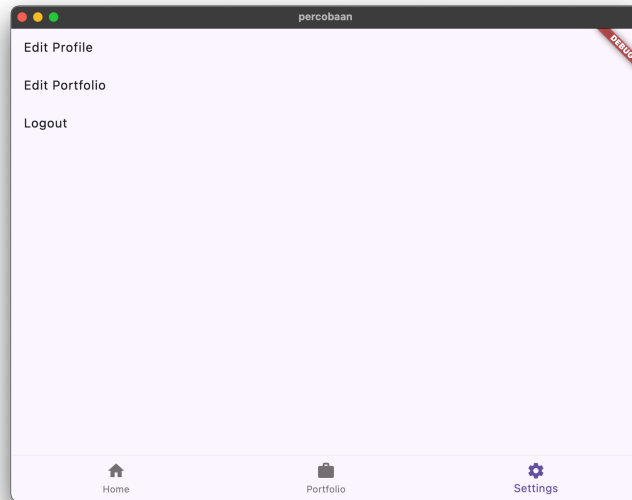 percobaan
DEBUG
Edit Profile
Edit Portfolio
Logout
Home
Portfolio
Settings